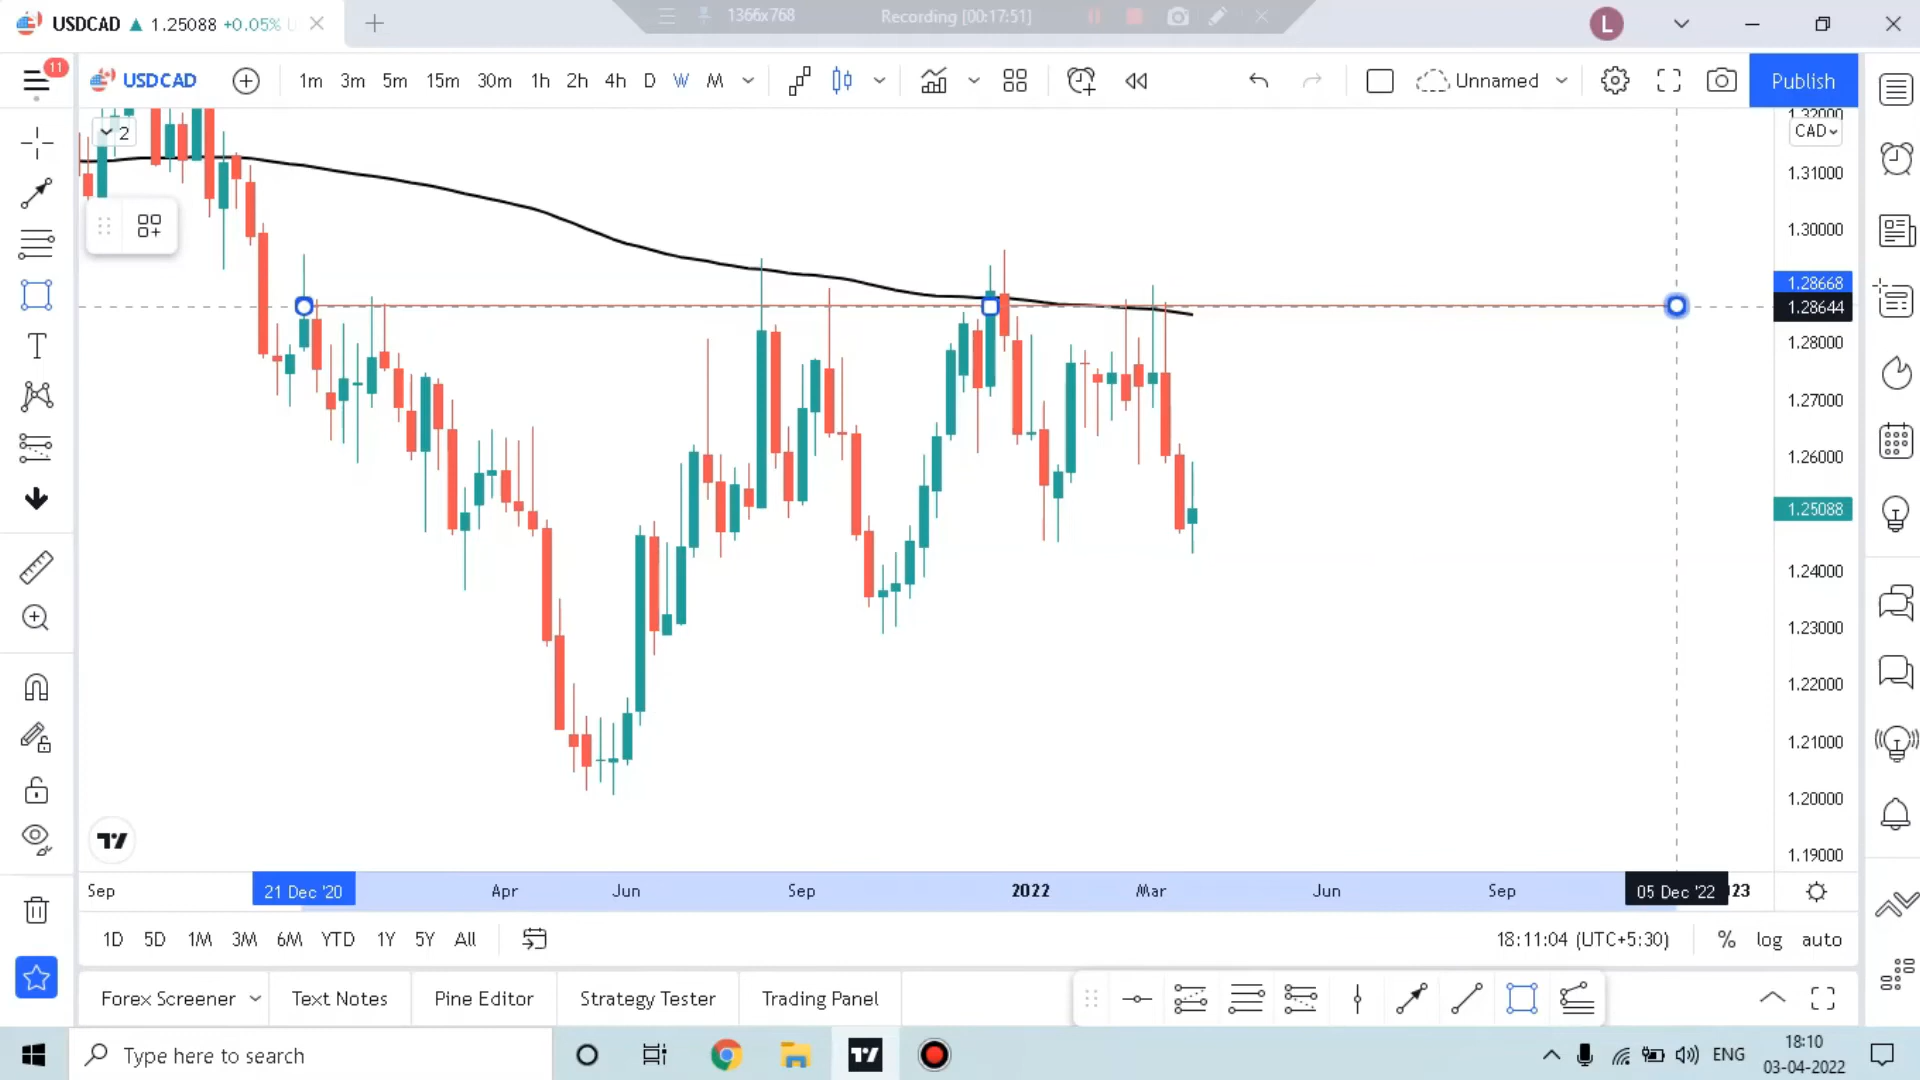 USDCAD ▲ 1.25088 +0.05%
1366x768
Recording [00:17:51]
L
11
USDCAD
1m 3m 5m 15m 30m 1h 2h 4h D W M
Unnamed
Publish
2
1.32000
CAD
1.31000
1.30000
1.28668
1.28644
1.28000
1.27000
1.26000
1.25088
1.24000
1.23000
1.22000
1.21000
1.20000
1.19000
T
Sep 21 Dec '20 Apr Jun Sep 2022 Mar Jun Sep 05 Dec '22 23
1D 5D 1M 3M 6M YTD 1Y 5Y All
18:11:04 (UTC+5:30) % log auto
Forex Screener Text Notes Pine Editor Strategy Tester Trading Panel
Type here to search
ENG
18:10
03-04-2022